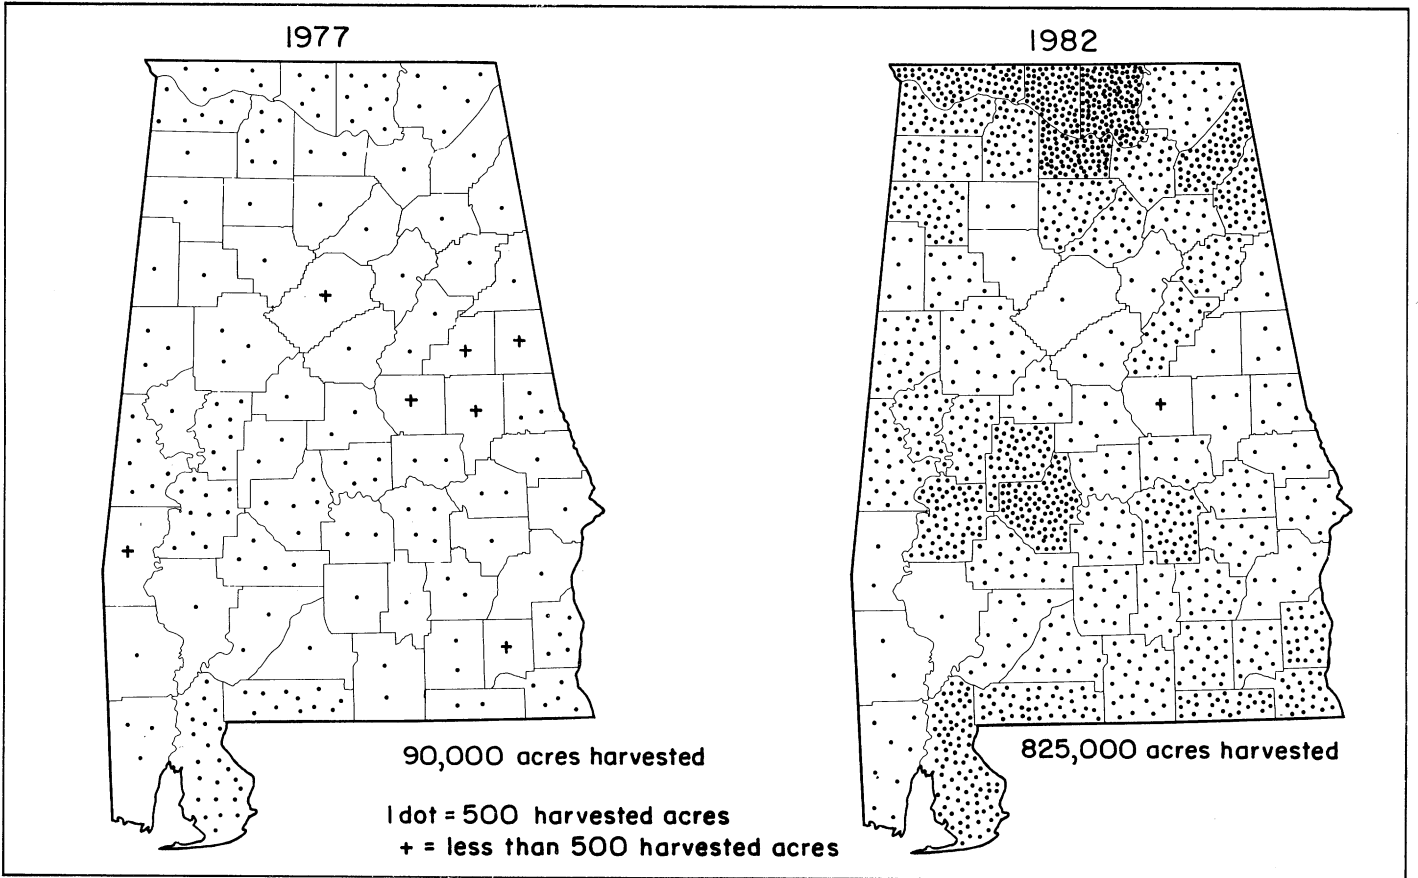 1977
1982
90,000 acres harvested
825,000 acres harvested
1 dot = 500 harvested acres
+ = less than 500 harvested acres